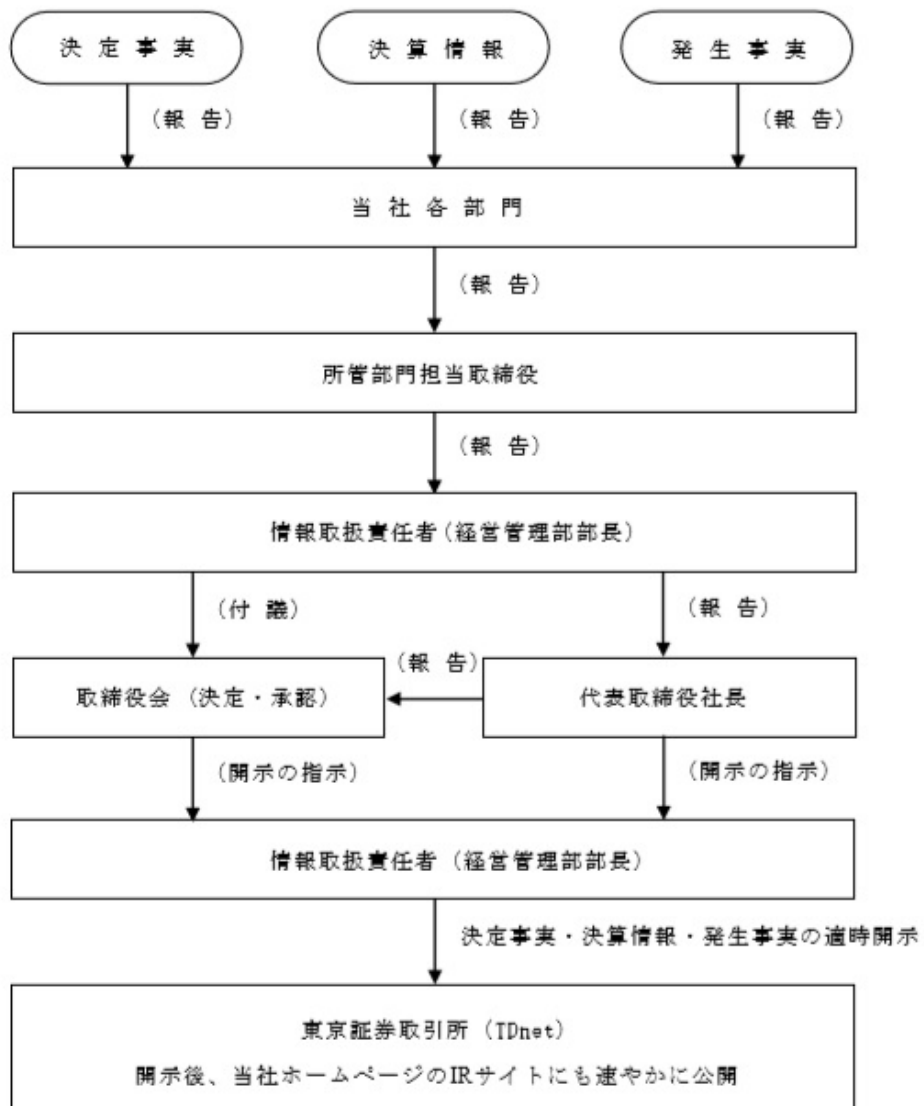 決定事実
決算情報
発生事実
(報告)
(報告)
(報告)
当社各部門
(報告)
所管部門担当取締役
(報告)
情報取扱責任者(経営管理部部長)
(付議)
(報告)
(報告)
取締役会(決定・承認)
代表取締役社長
(開示の指示)
(開示の指示)
情報取扱責任者(経営管理部部長)
決定事実・決算情報・発生事実の適時開示
東京証券取引所(TDnet)
開示後、当社ホームページのIRサイトにも速やかに公開